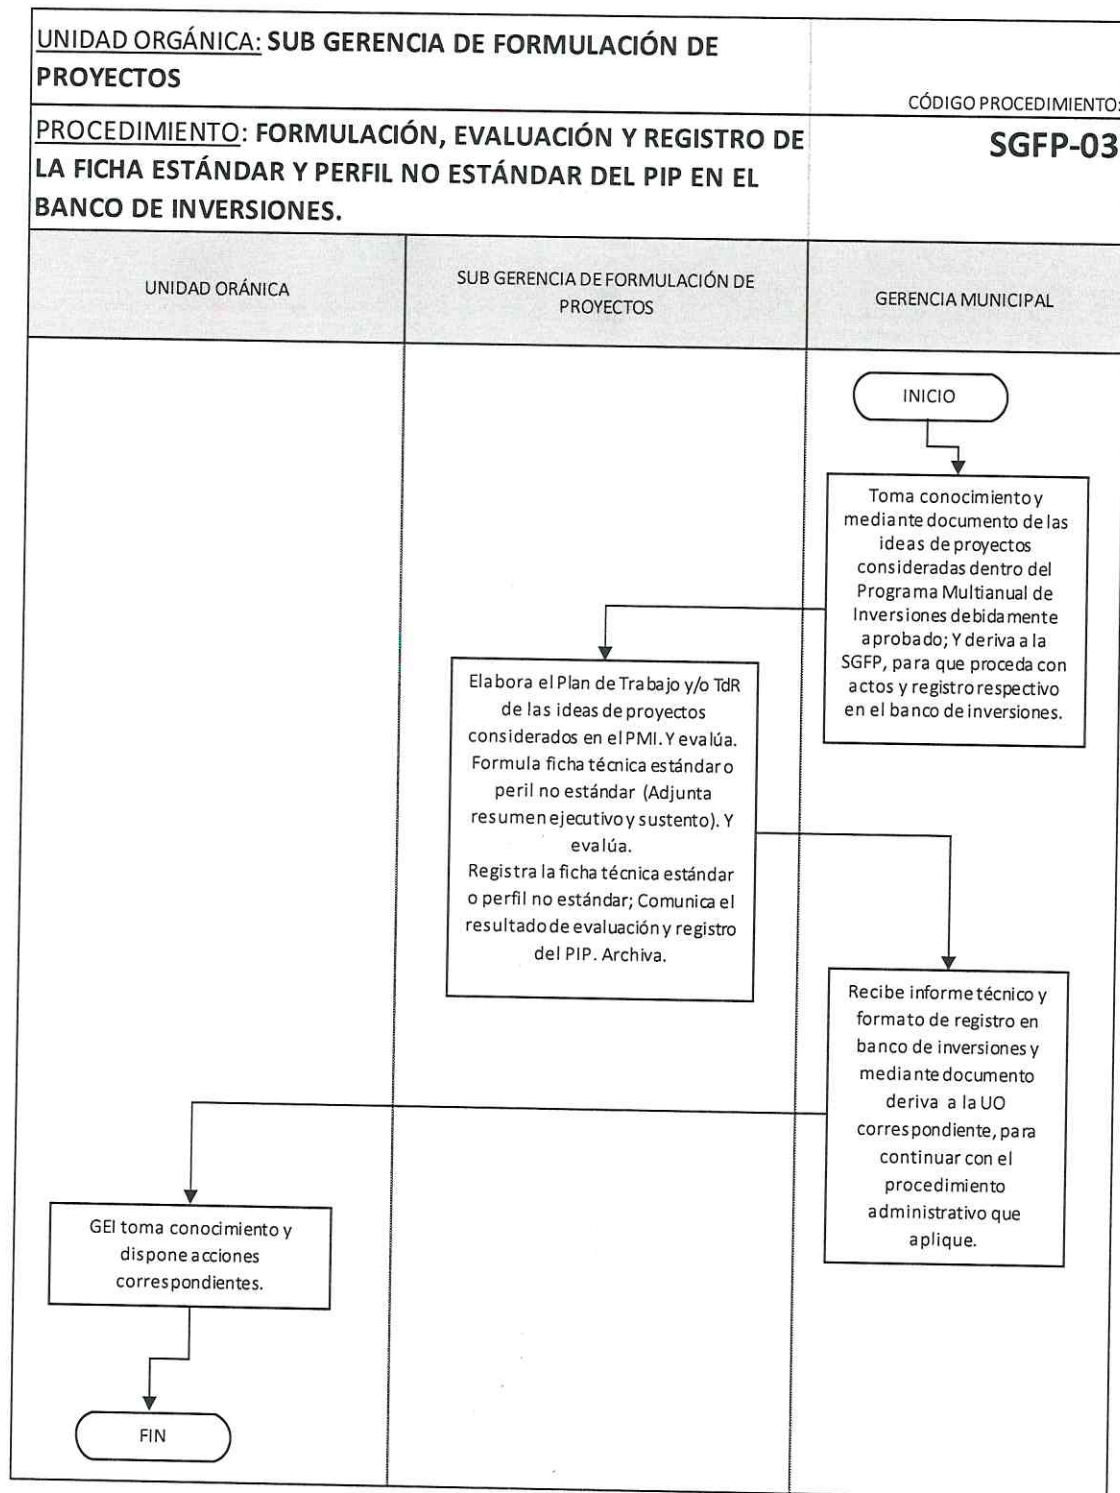 UNIDAD ORGÁNICA: SUB GERENCIA DE FORMULACIÓN DE
PROYECTOS
CÓDIGO PROCEDIMIENTO:
SGFP-03
PROCEDIMIENTO: FORMULACIÓN, EVALUACIÓN Y REGISTRO DE
LA FICHA ESTÁNDAR Y PERFIL NO ESTÁNDAR DEL PIP EN EL
BANCO DE INVERSIONES.
UNIDAD ORÁNICA
SUB GERENCIA DE FORMULACIÓN DE
PROYECTOS
GERENCIA MUNICIPAL
INICIO
Toma conocimiento y
mediante documento de las
ideas de proyectos
consideradas dentro del
Programa Multianual de
Inversiones debidamente
aprobado; Y deriva a la
SGFP, para que proceda con
actos y registro respectivo
en el banco de inversiones.
Elabora el Plan de Trabajo y/o TdR
de las ideas de proyectos
considerados en el PMI. Y evalúa.
Formula ficha técnica estándar o
peril no estándar (Adjunta
resumen ejecutivo y sustento). Y
evalúa.
Registra la ficha técnica estándar
o perfil no estándar; Comunica el
resultado de evaluación y registro
del PIP. Archiva.
Recibe informe técnico y
formato de registro en
banco de inversiones y
mediante documento
deriva a la UO
correspondiente, para
continuar con el
procedimiento
administrativo que
aplique.
GEI toma conocimiento y
dispone acciones
correspondientes.
FIN